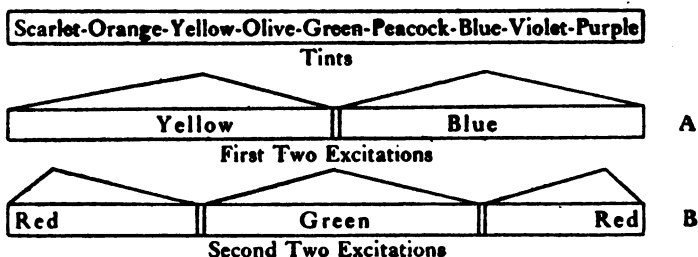 Scarlet-Orange-Yellow-Olive-Green-Peacock-Blue-Violet-Purple
Tints
Yellow Blue A
First Two Excitations
Red Green Red B
Second Two Excitations